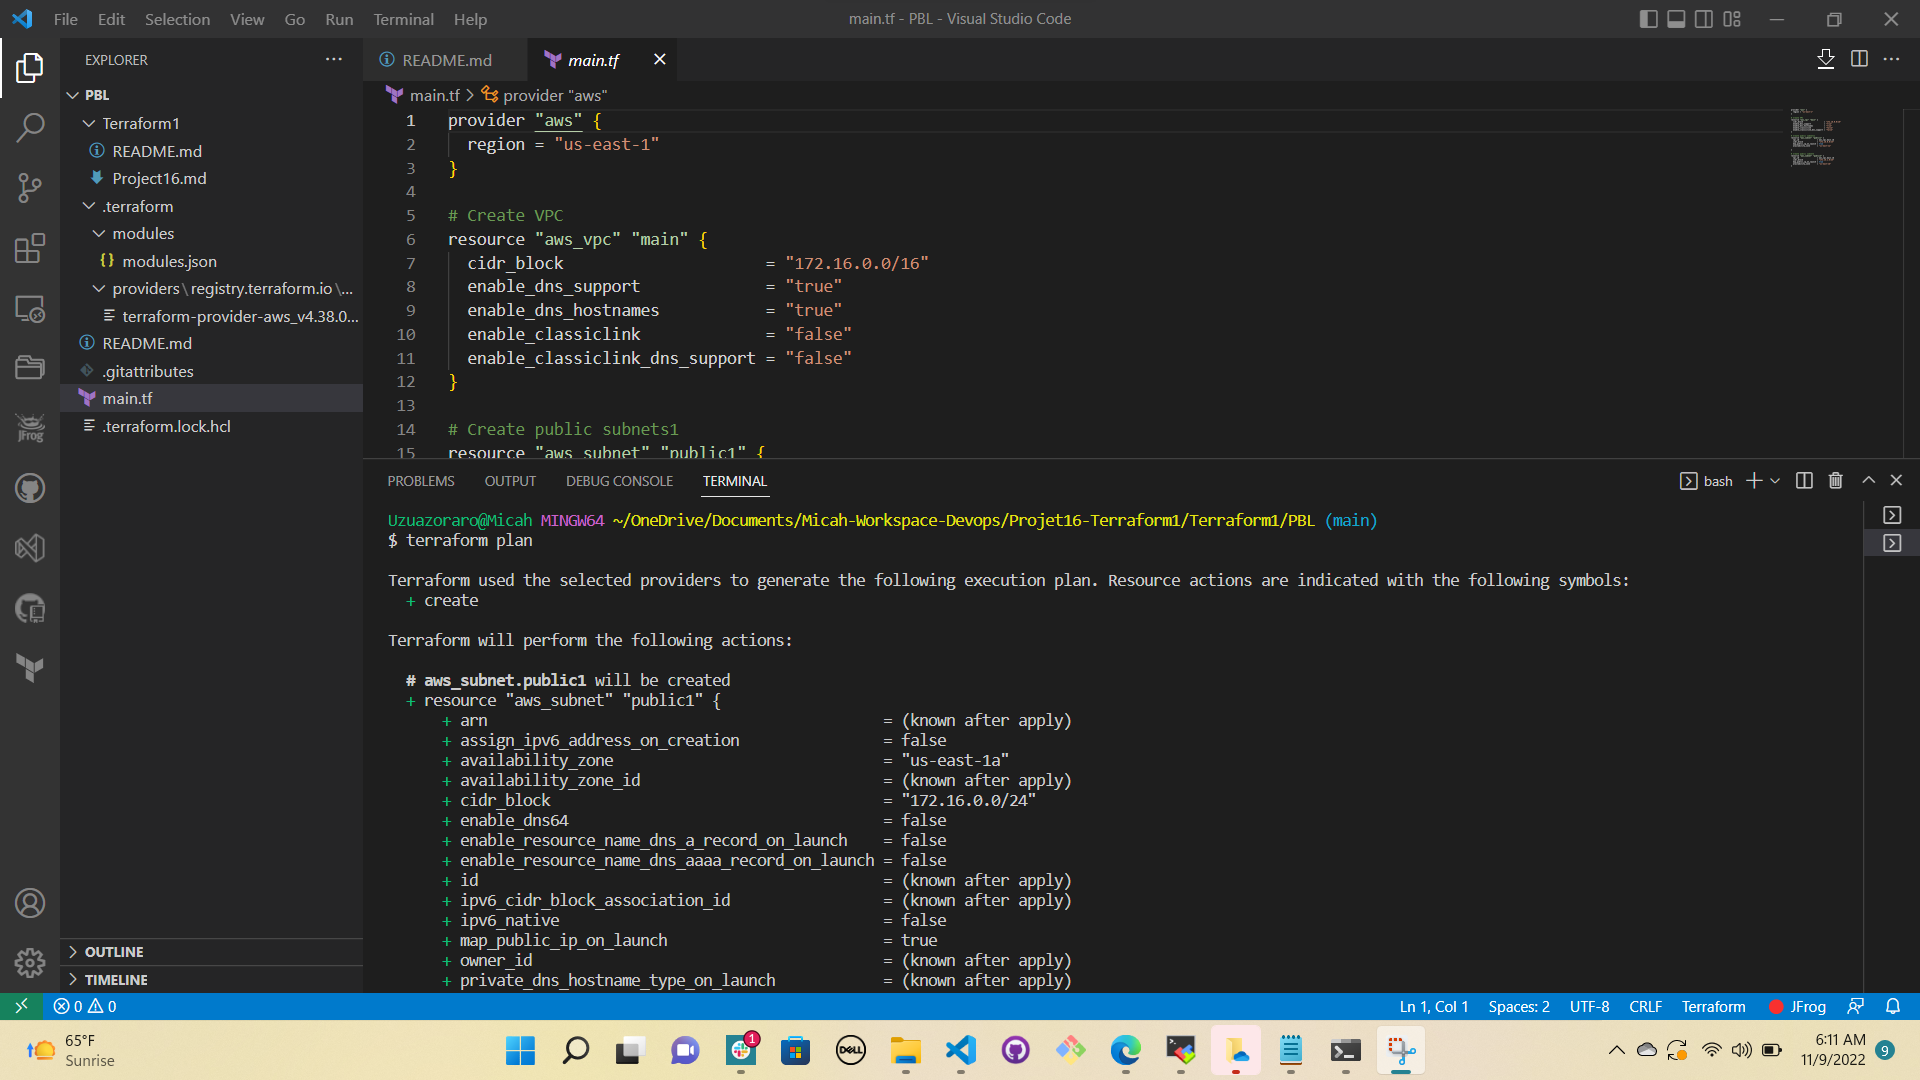 File Edit Selection View Go Run Terminal Help
main.tf - PBL - Visual Studio Code
EXPLORER
PBL
Terraform1
README.md
Project16.md
.terraform
modules
{} modules.json
providers\registry.terraform.io\...
terraform-provider-aws_v4.38.0...
README.md
.gitattributes
main.tf
.terraform.lock.hcl
JFrog
OUTLINE
TIMELINE
README.md
main.tf
main.tf > provider "aws"
1 provider "aws" {
2 region = "us-east-1"
3 }
4
5 # Create VPC
6 resource "aws_vpc" "main" {
7 cidr_block = "172.16.0.0/16"
8 enable_dns_support = "true"
9 enable_dns_hostnames = "true"
10 enable_classiclink = "false"
11 enable_classiclink_dns_support = "false"
12 }
13
14 # Create public subnets1
15 resource "aws_subnet" "public1" {
PROBLEMS OUTPUT DEBUG CONSOLE TERMINAL
bash
Uzuazoraro@Micah MINGW64 ~/OneDrive/Documents/Micah-Workspace-Devops/Projet16-Terraform1/Terraform1/PBL (main)
$ terraform plan
Terraform used the selected providers to generate the following execution plan. Resource actions are indicated with the following symbols:
+ create
Terraform will perform the following actions:
# aws_subnet.public1 will be created
+ resource "aws_subnet" "public1" {
+ arn = (known after apply)
+ assign_ipv6_address_on_creation = false
+ availability_zone = "us-east-1a"
+ availability_zone_id = (known after apply)
+ cidr_block = "172.16.0.0/24"
+ enable_dns64 = false
+ enable_resource_name_dns_a_record_on_launch = false
+ enable_resource_name_dns_aaaa_record_on_launch = false
+ id = (known after apply)
+ ipv6_cidr_block_association_id = (known after apply)
+ ipv6_native = false
+ map_public_ip_on_launch = true
+ owner_id = (known after apply)
+ private_dns_hostname_type_on_launch = (known after apply)
0 0
Ln 1, Col 1 Spaces: 2 UTF-8 CRLF Terraform JFrog
65°F
Sunrise
1
DELL
6:11 AM
11/9/2022
9